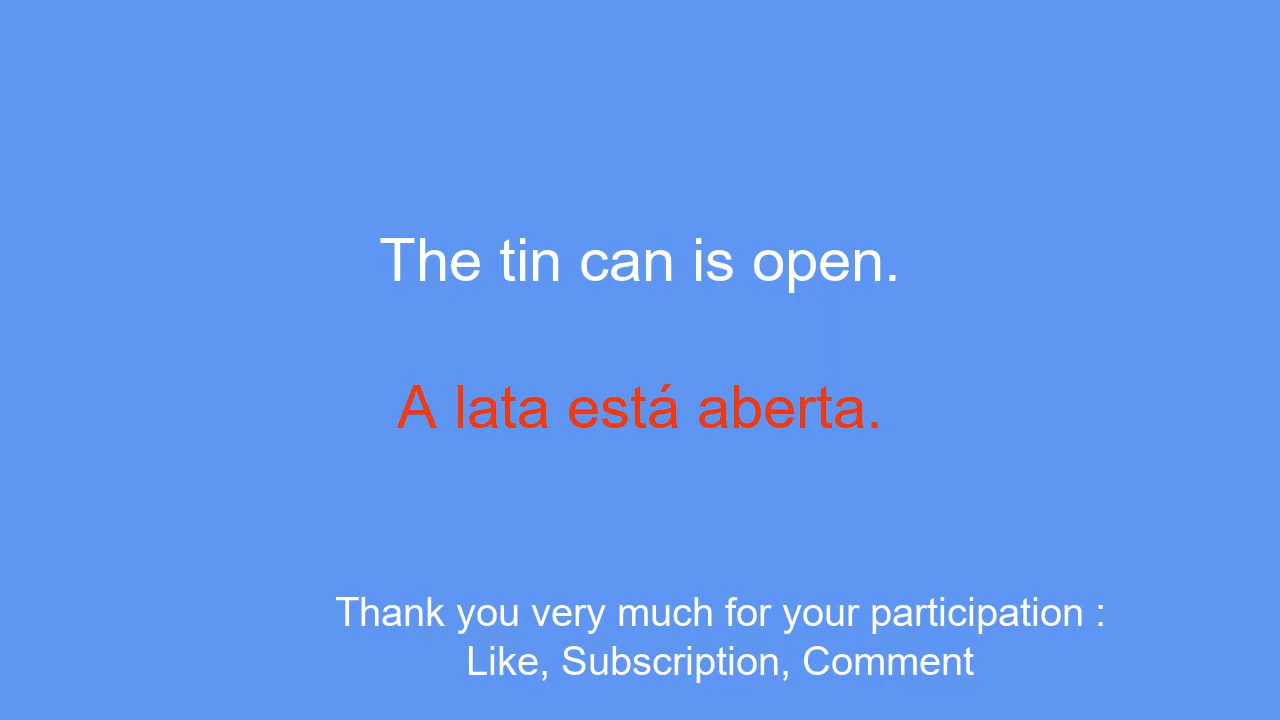 The tin can is open.
A lata está aberta.
Thank you very much for your participation :
Like, Subscription, Comment